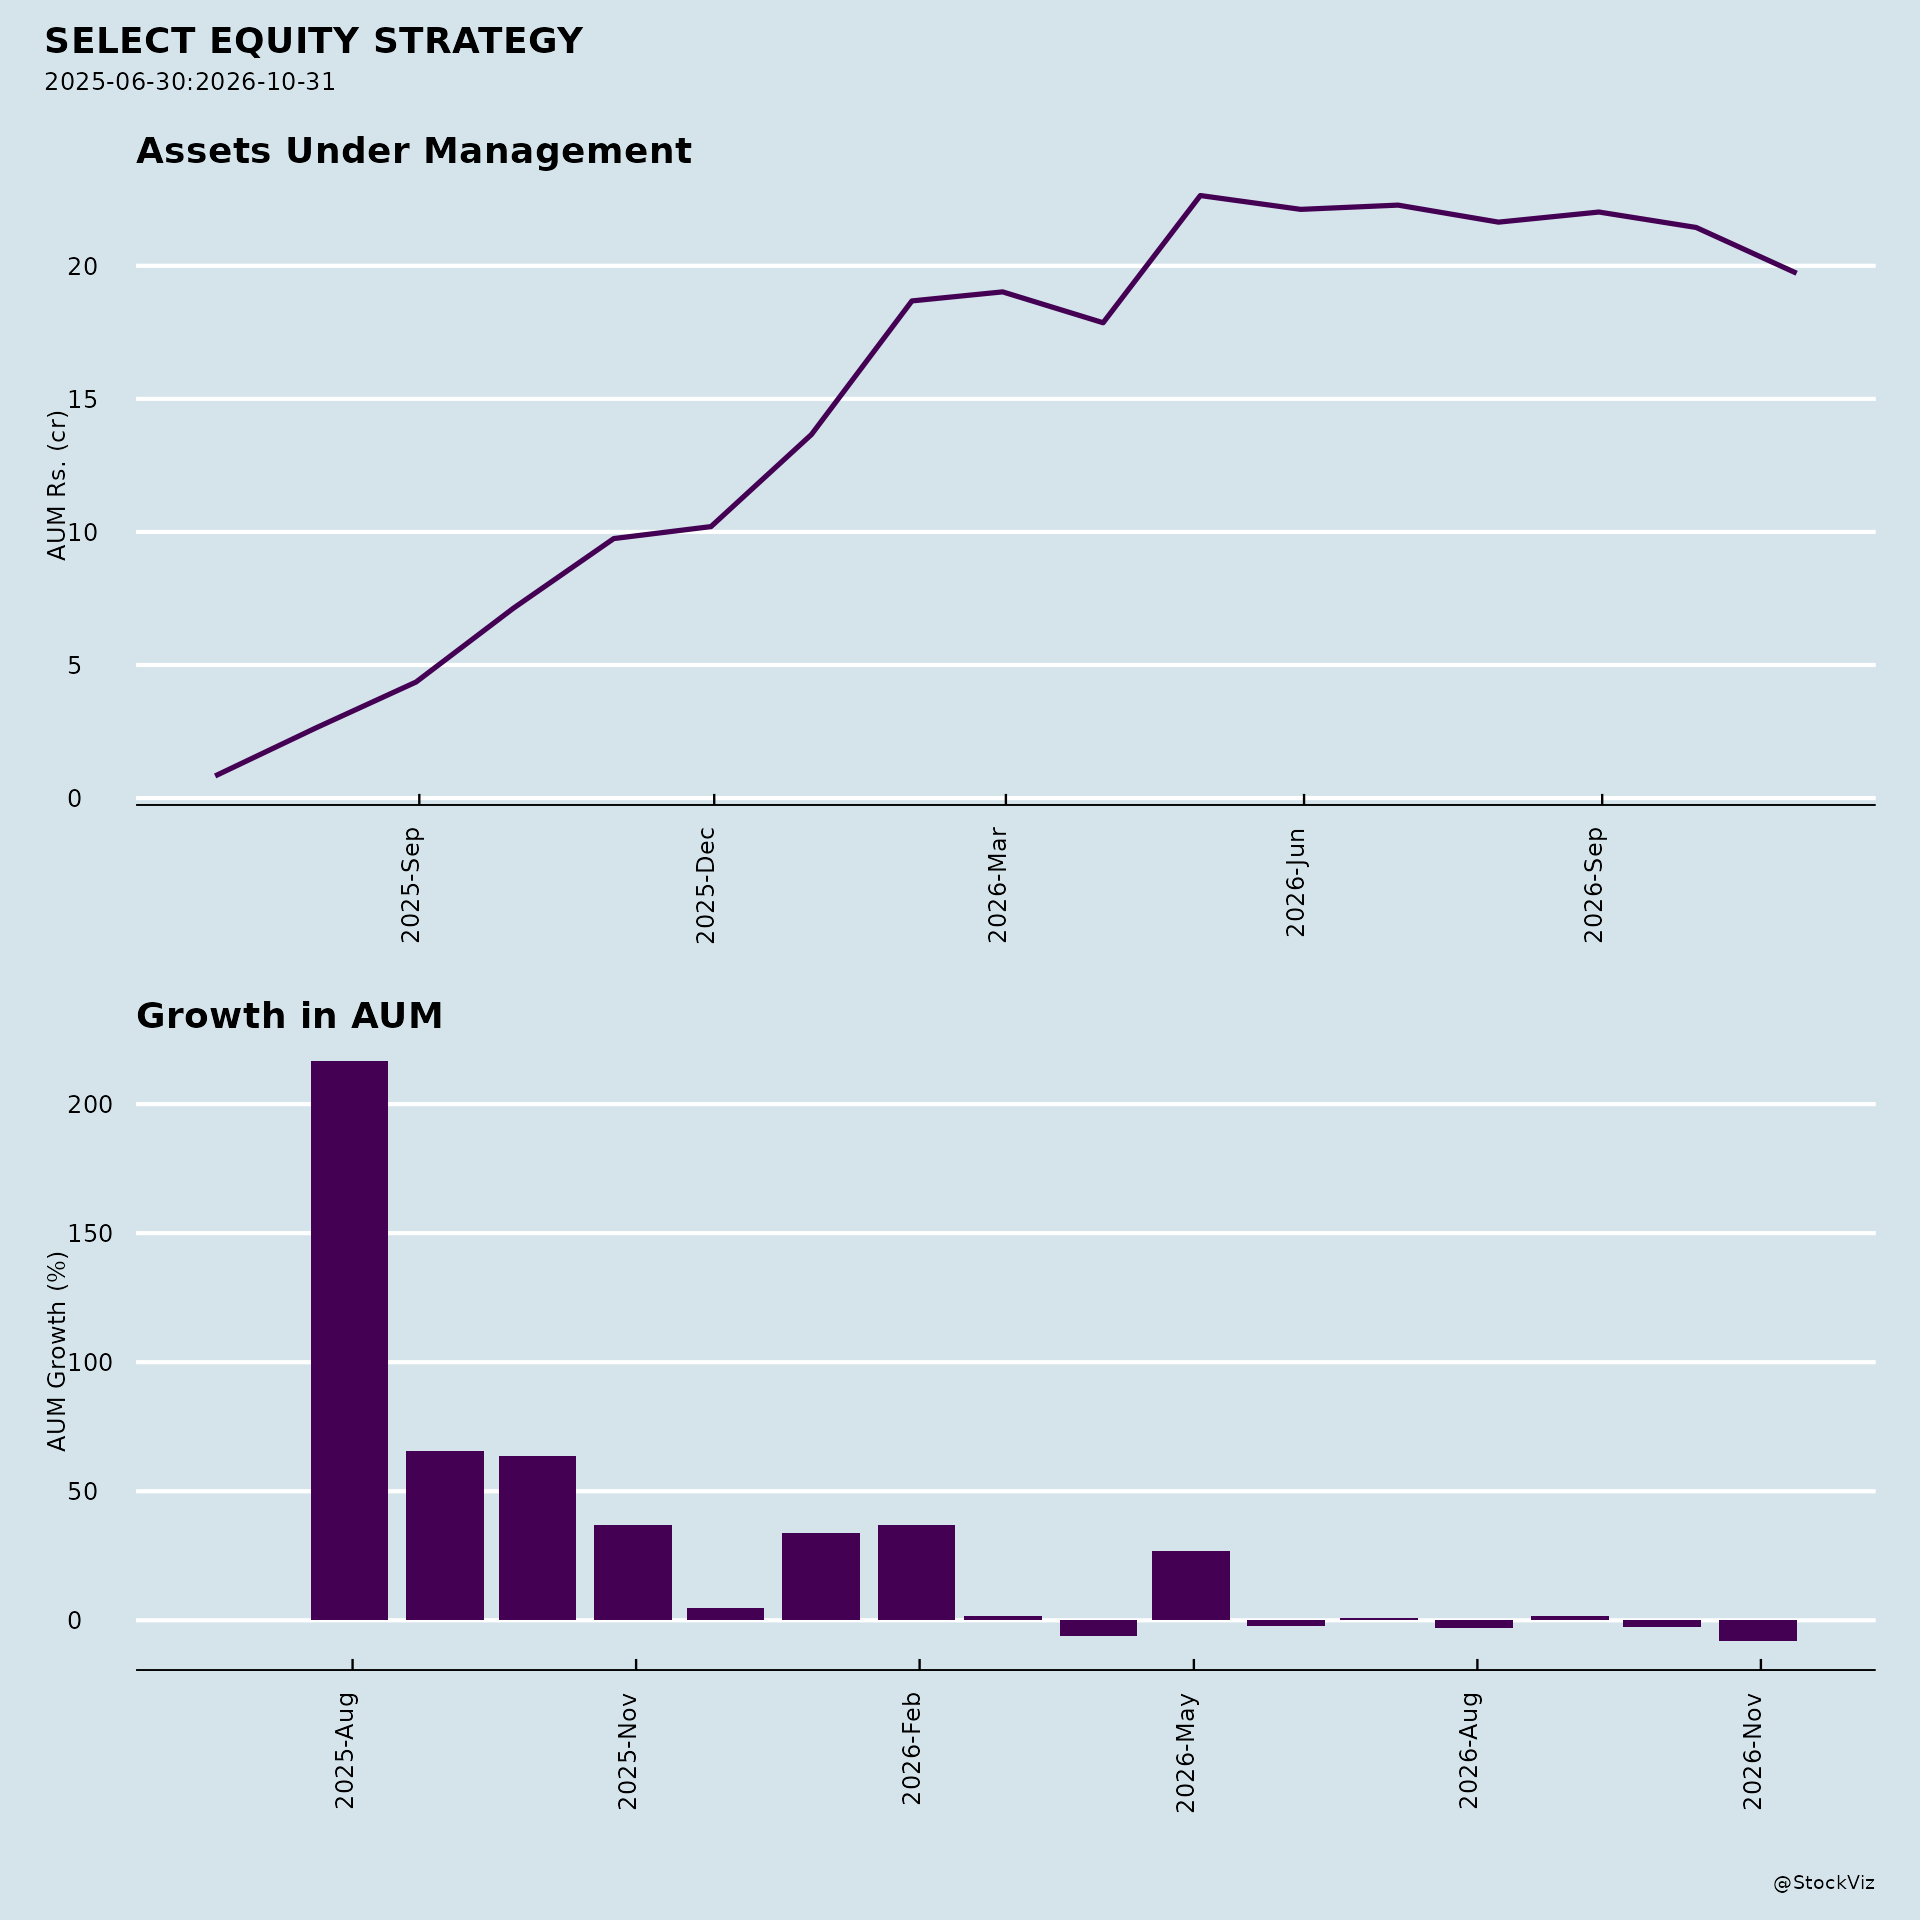 SELECT EQUITY STRATEGY
2025-06-30:2026-10-31
Assets Under Management
AUM Rs. (cr)
20
15
10
5
0
2025-Sep
2025-Dec
2026-Mar
2026-Jun
2026-Sep
Growth in AUM
AUM Growth (%)
200
150
100
50
0
2025-Aug
2025-Nov
2026-Feb
2026-May
2026-Aug
2026-Nov
@StockViz